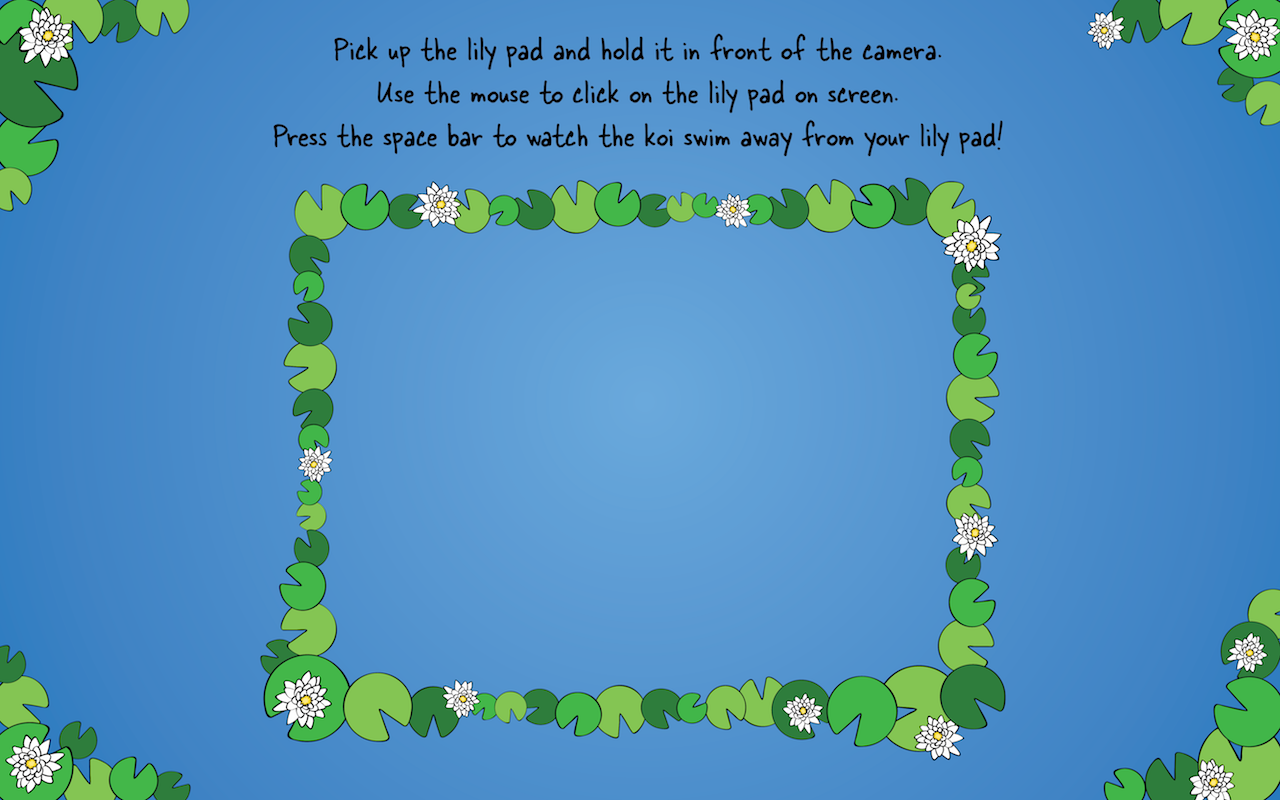 Pick up the lily pad and hold it in front of the camera.
Use the mouse to click on the lily pad on screen.
Press the space bar to watch the koi swim away from your lily pad!